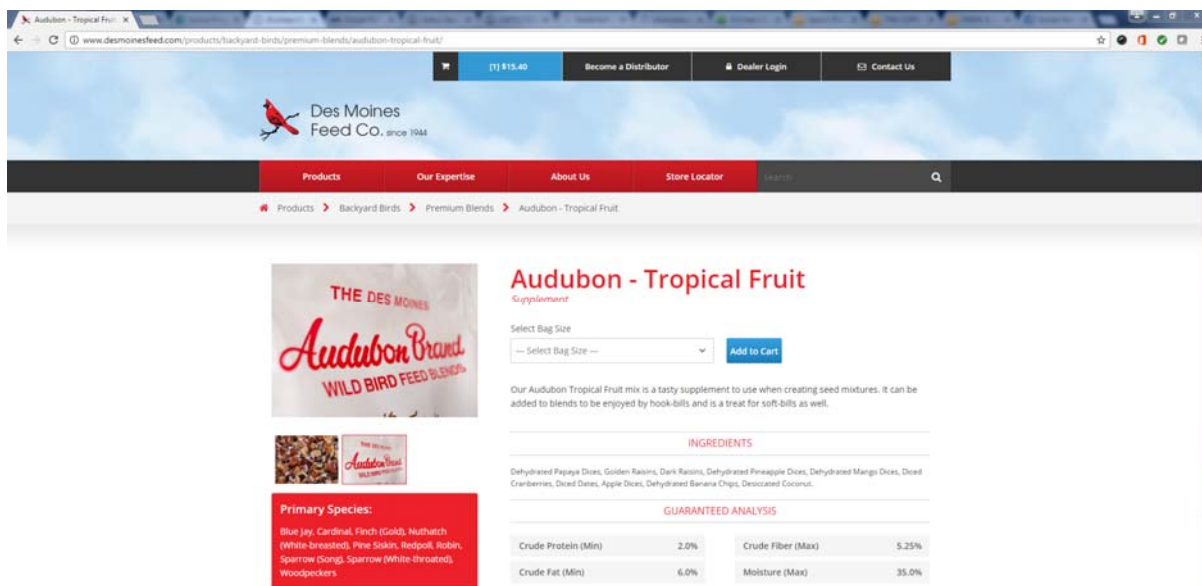 Audubon - Tropical Fruit
www.desmoinesfeed.com/products/backyard-birds/premium-blends/audubon-tropical-fruit/
[1] $15.40
Become a Distributor
Dealer Login
Contact Us
Des Moines
Feed Co. since 1944
Products
Our Expertise
About Us
Store Locator
Search
Products
Backyard Birds
Premium Blends
Audubon - Tropical Fruit
THE DES MOINES
Audubon Brand
WILD BIRD FEED BLENDS
Audubon - Tropical Fruit
Supplement
Select Bag Size
--- Select Bag Size ---
Add to Cart
Our Audubon Tropical Fruit mix is a tasty supplement to use when creating seed mixtures. It can be
added to blends to be enjoyed by hook-bills and is a treat for soft-bills as well.
INGREDIENTS
Dehydrated Papaya Dices, Golden Raisins, Dark Raisins, Dehydrated Pineapple Dices, Dehydrated Mango Dices, Diced
Cranberries, Diced Dates, Apple Dices, Dehydrated Banana Chips, Desiccated Coconut.
GUARANTEED ANALYSIS
Crude Protein (Min) 2.0% Crude Fiber (Max) 5.25%
Crude Fat (Min) 6.0% Moisture (Max) 35.0%
Audubon Brand
Primary Species:
Blue Jay, Cardinal, Finch (Gold), Nuthatch
(White-breasted), Pine Siskin, Redpoll, Robin,
Sparrow (Song), Sparrow (White-throated),
Woodpeckers